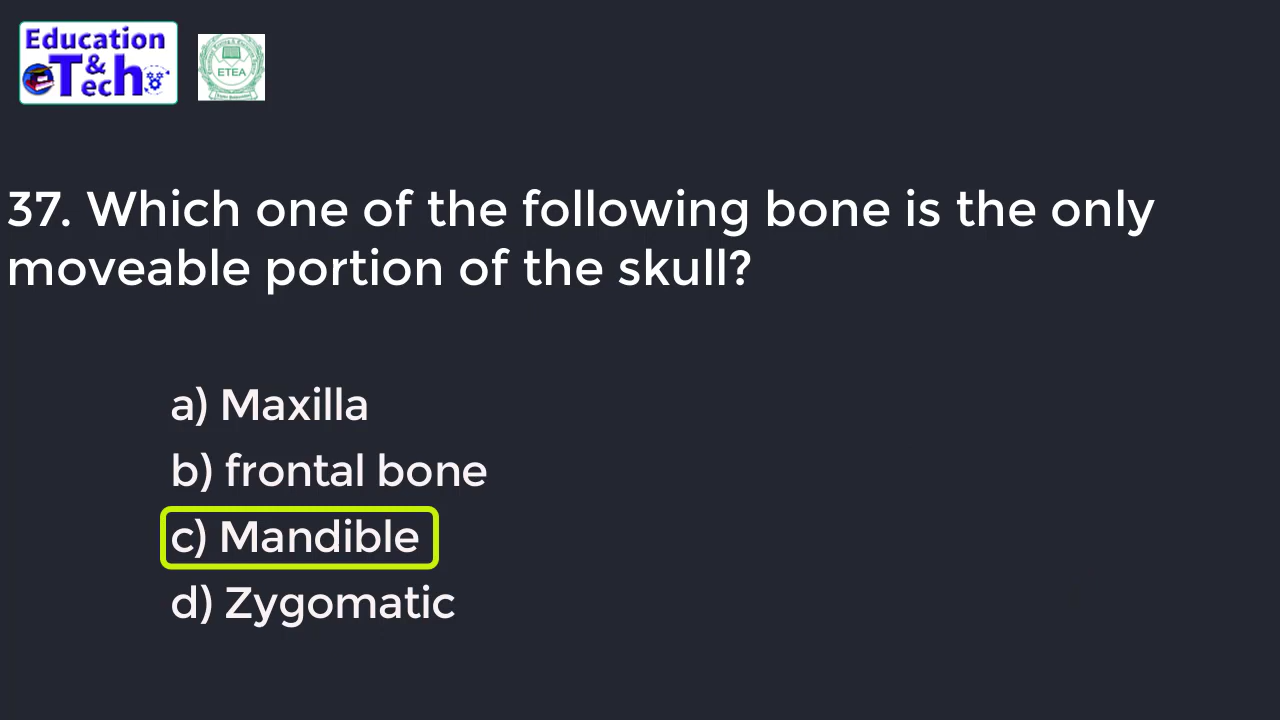 Education
&
Tech
ETEA
37. Which one of the following bone is the only
moveable portion of the skull?
a) Maxilla
b) frontal bone
c) Mandible
d) Zygomatic